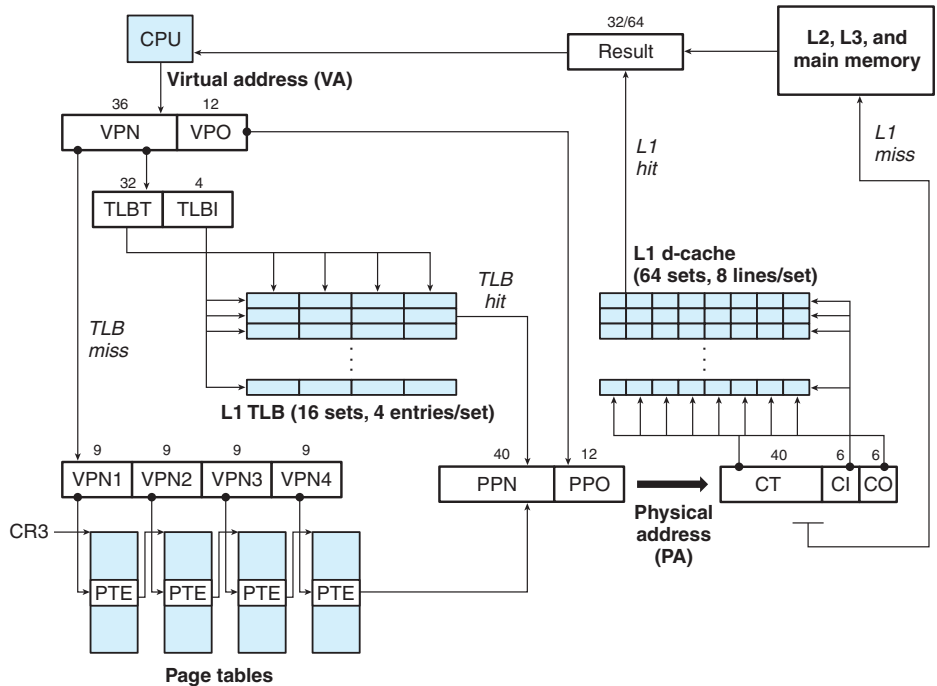 32/64
CPU
Result
L2, L3, and
main memory
Virtual address (VA)
36
12
VPN
VPO
L1
hit
L1
miss
32
4
TLBT
TLBI
L1 d-cache
(64 sets, 8 lines/set)
TLB
hit
TLB
miss
L1 TLB (16 sets, 4 entries/set)
9
9
9
9
40
12
40
6
6
VPN1
VPN2
VPN3
VPN4
PPN
PPO
CT
CI
CO
Physical
address
(PA)
CR3
PTE
PTE
PTE
PTE
Page tables